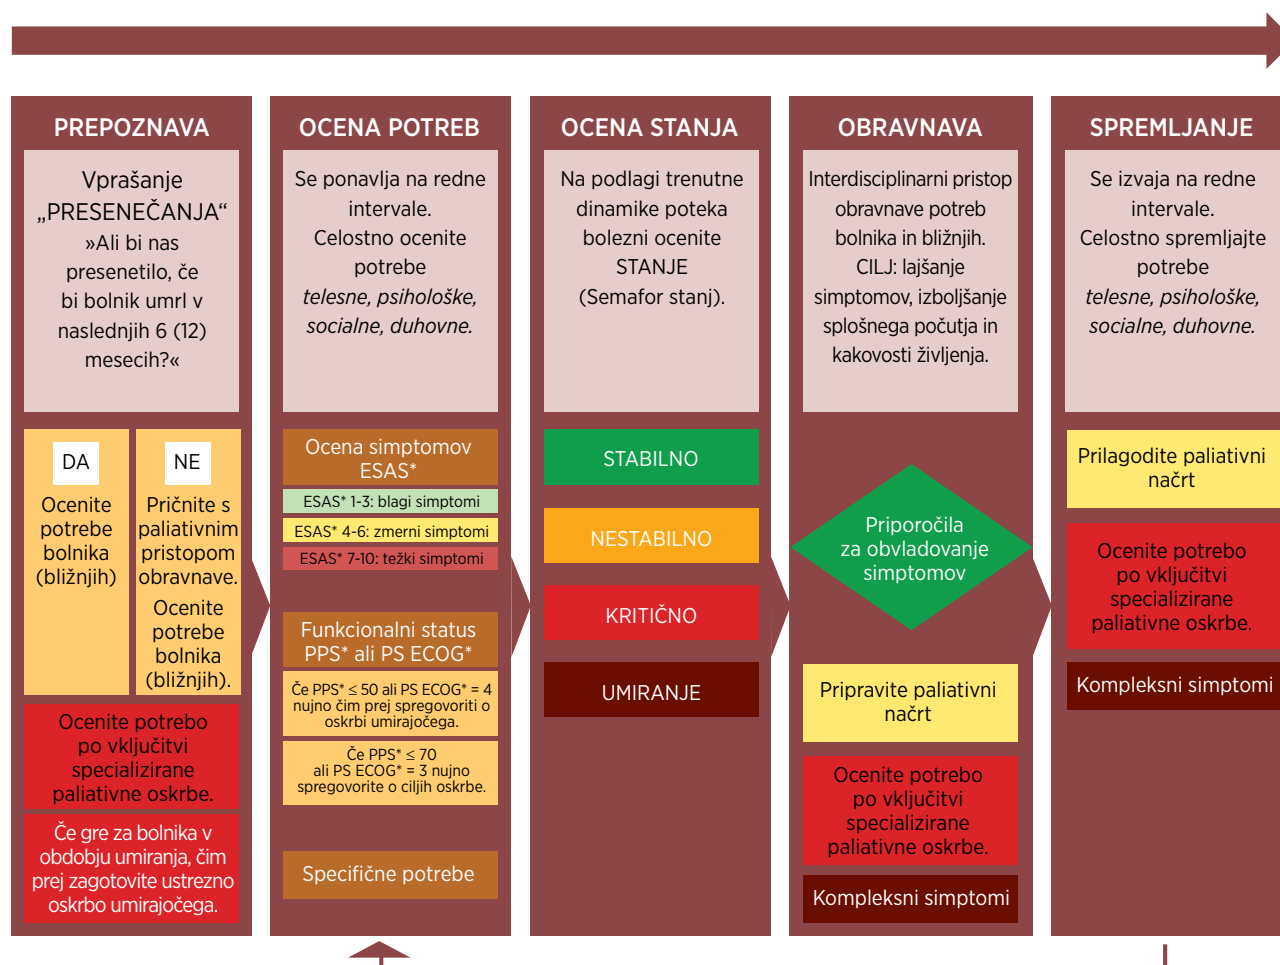 PREPOZNAVA
Vprašanje
„PRESENEČANJA“
»Ali bi nas
presenetilo, če
bi bolnik umrl v
naslednjih 6 (12)
mesecih?«
DA
Ocenite
potrebe
bolnika
(bližnjih)
NE
Pričnite s
paliativnim
pristopom
obravnave.
Ocenite
potrebe
bolnika
(bližnjih).
Ocenite potrebo
po vključitvi
specializirane
paliativne oskrbe.
Če gre za bolnika v
obdobju umiranja, čim
prej zagotovite ustrezno
oskrbo umirajočega.
OCENA POTREB
Se ponavlja na redne
intervale.
Celostno ocenite
potrebe
telesne, psihološke,
socialne, duhovne.
Ocena simptomov
ESAS*
ESAS* 1-3: blagi simptomi
ESAS* 4-6: zmerni simptomi
ESAS* 7-10: težki simptomi
Funkcionalni status
PPS* ali PS ECOG*
Če PPS* ≤ 50 ali PS ECOG* = 4
nujno čim prej spregovoriti o
oskrbi umirajočega.
Če PPS* ≤ 70
ali PS ECOG* = 3 nujno
spregovorite o ciljih oskrbe.
Specifične potrebe
OCENA STANJA
Na podlagi trenutne
dinamike poteka
bolezni ocenite
STANJE
(Semafor stanj).
STABILNO
NESTABILNO
KRITIČNO
UMIRANJE
OBRAVNAVA
Interdisciplinarni pristop
obravnave potreb
bolnika in bližnjih.
CILJ: lajšanje
simptomov, izboljšanje
splošnega počutja in
kakovosti življenja.
Priporočila
za obvladovanje
simptomov
Pripravite paliativni
načrt
Ocenite potrebo
po vključitvi
specializirane
paliativne oskrbe.
Kompleksni simptomi
SPREMLJANJE
Se izvaja na redne
intervale.
Celostno spremljajte
potrebe
telesne, psihološke,
socialne, duhovne.
Prilagodite paliativni
načrt
Ocenite potrebo
po vključitvi
specializirane
paliativne oskrbe.
Kompleksni simptomi